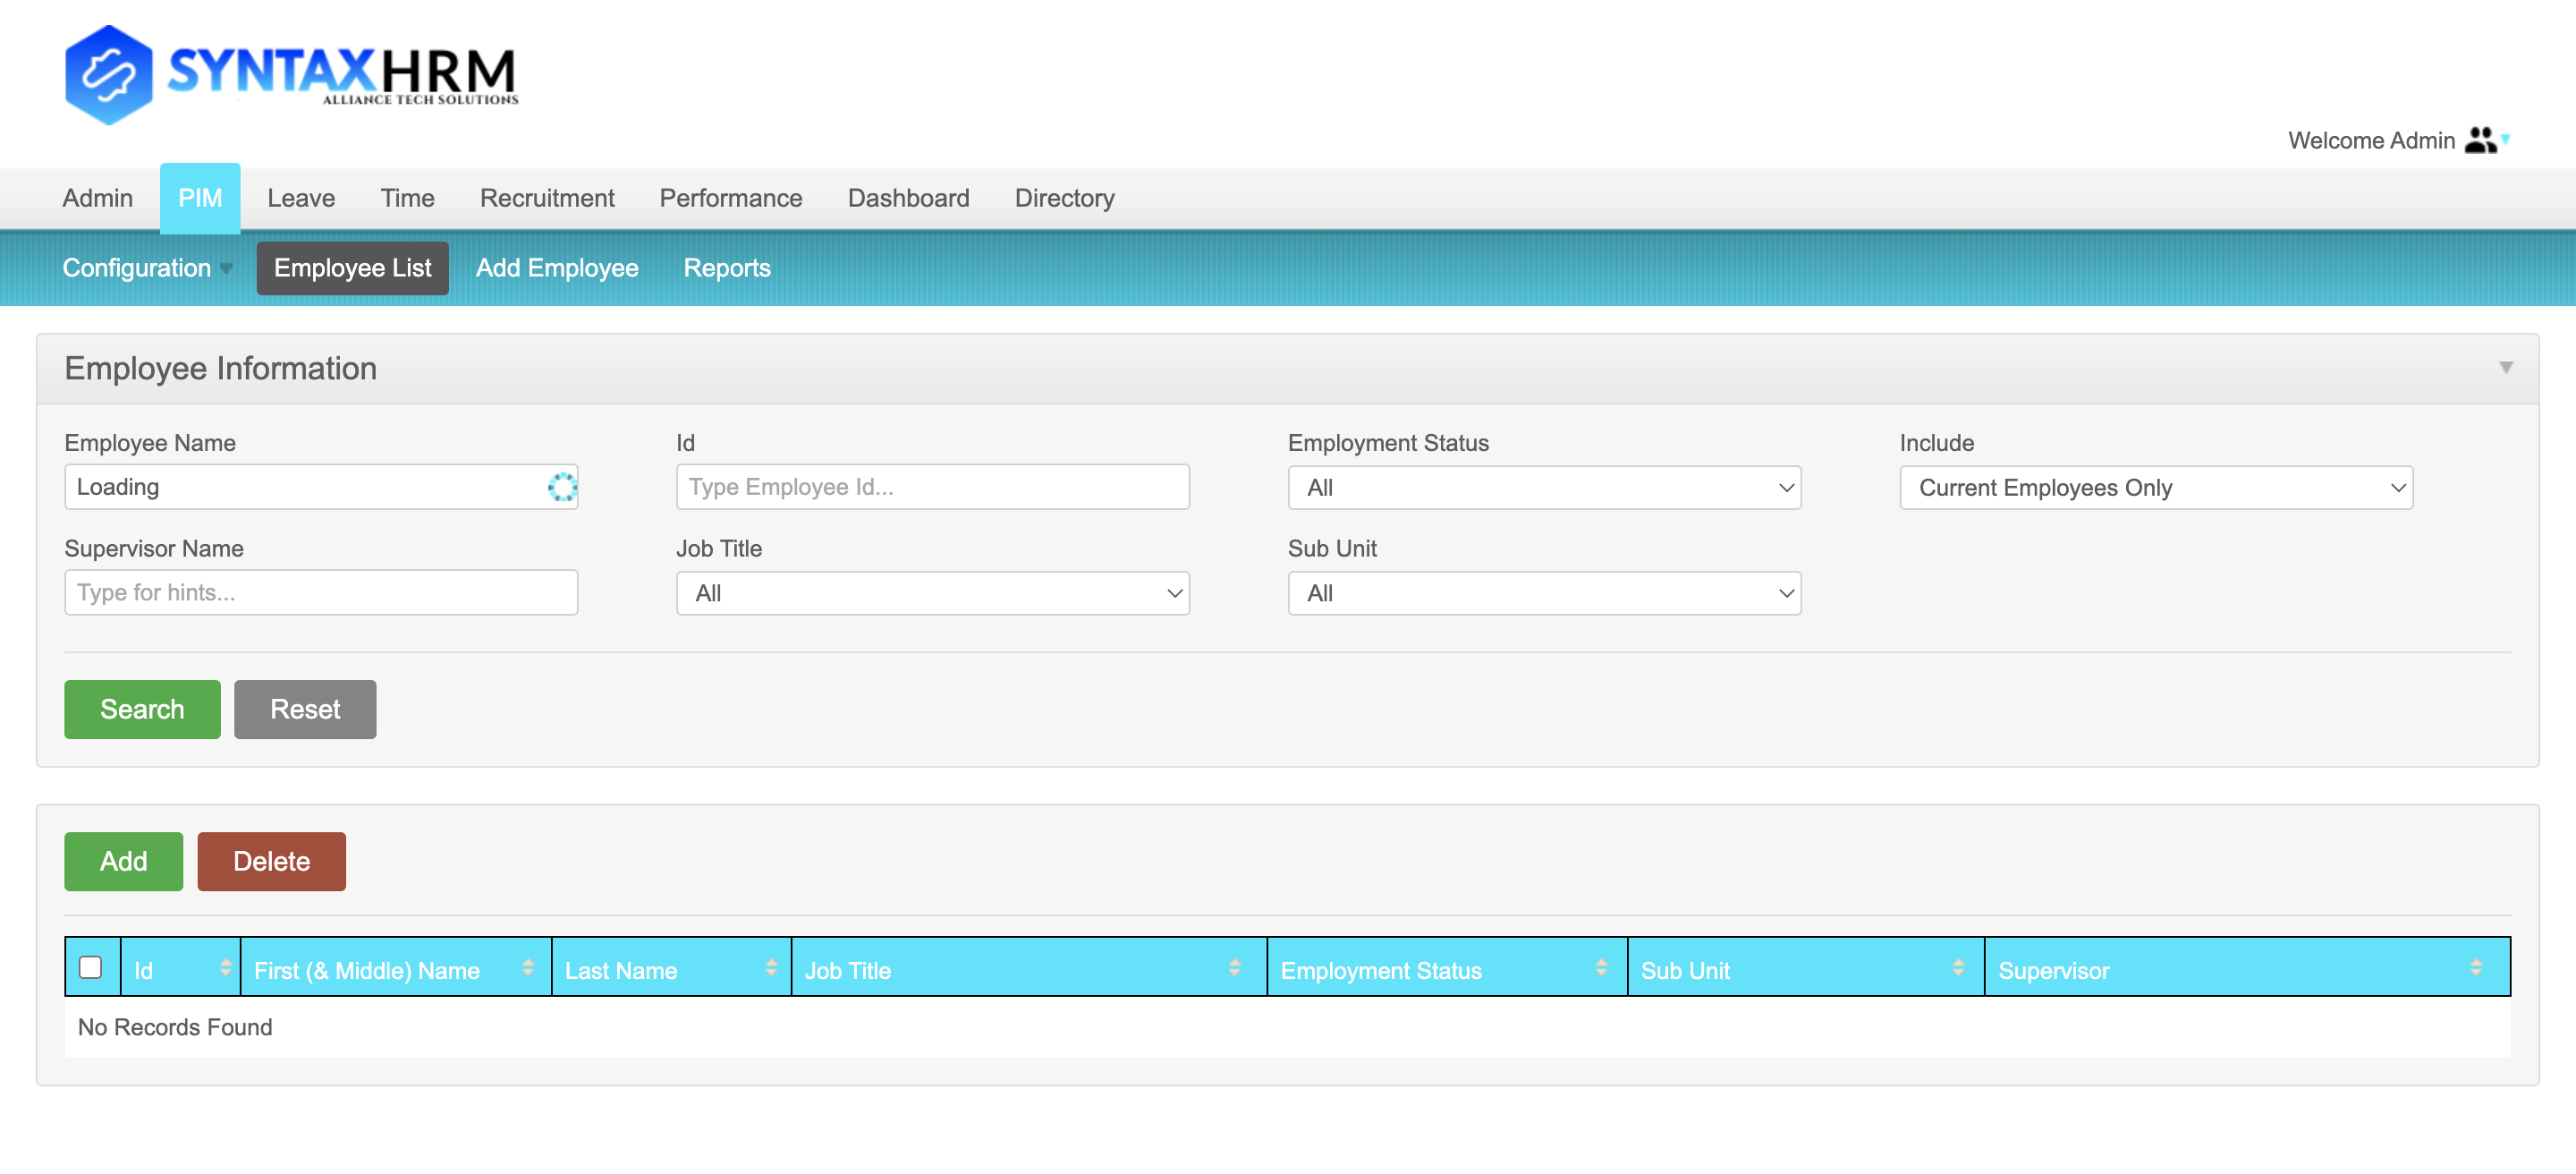 SYNTAXHRM
ALLIANCE TECH SOLUTIONS
Welcome Admin
Admin PIM Leave Time Recruitment Performance Dashboard Directory
Configuration Employee List Add Employee Reports
Employee Information
Employee Name Id Employment Status Include
Loading Type Employee Id... All Current Employees Only
Supervisor Name Job Title Sub Unit
Type for hints... All All
Search Reset
Add Delete
Id First (& Middle) Name Last Name Job Title Employment Status Sub Unit Supervisor
No Records Found